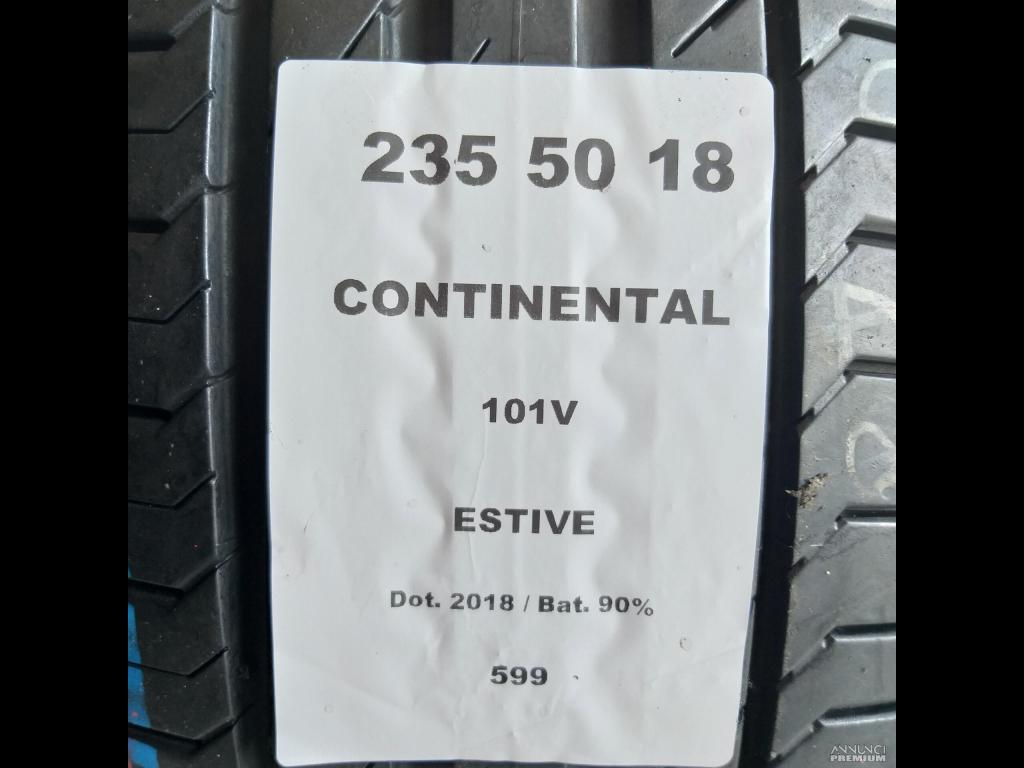 235 50 18
CONTINENTAL
101V
ESTIVE
Dot. 2018 / Bat. 90%
599
ANNUNCI
PREMIUM